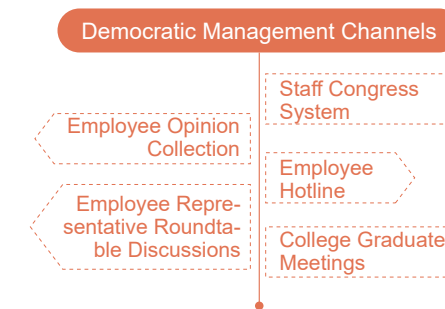 Democratic Management Channels
Staff Congress
System
Employee Opinion
Collection
Employee
Hotline
Employee Repre-
sentative Roundta-
ble Discussions
College Graduate
Meetings